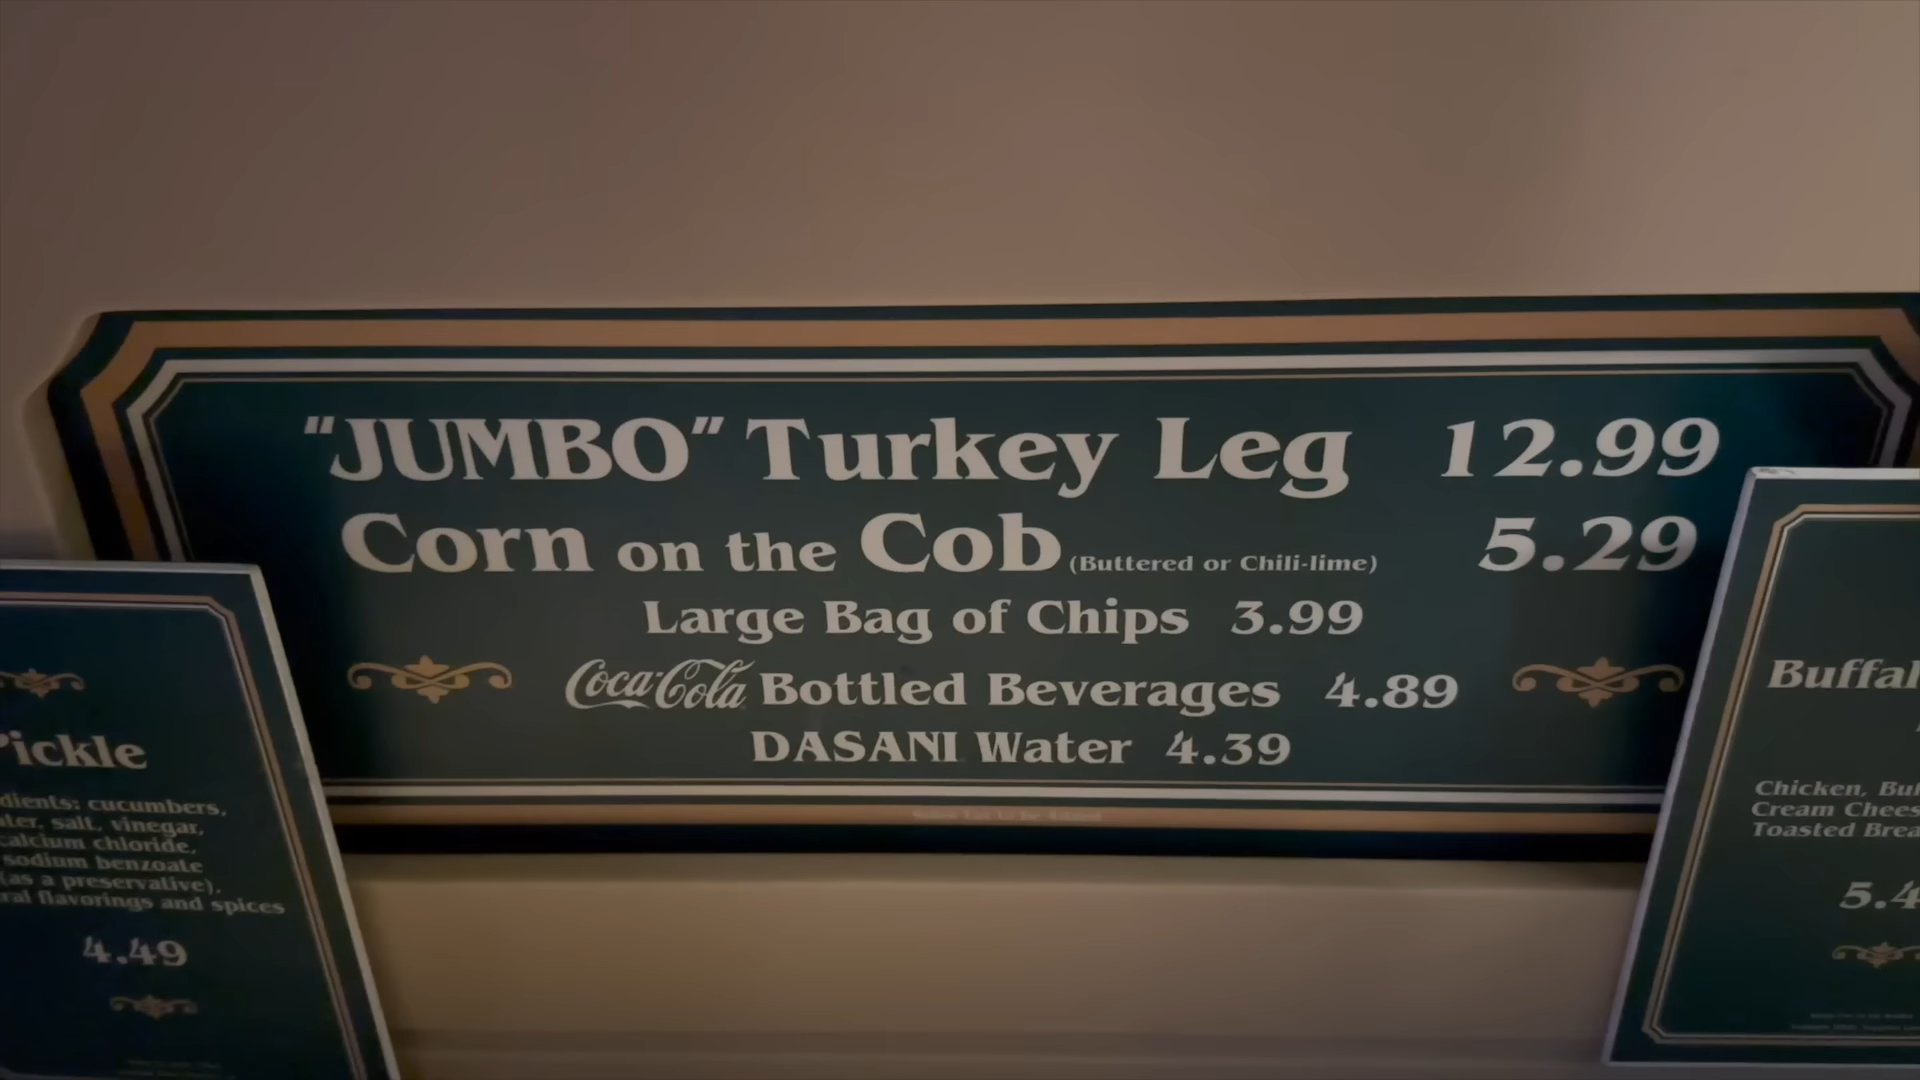 "JUMBO" Turkey Leg 12.99
Corn on the Cob (Buttered or Chili-lime) 5.29
Large Bag of Chips 3.99
Coca-Cola Bottled Beverages 4.89
DASANI Water 4.39
Pickle
dients: cucumbers,
ater, salt, vinegar,
calcium chloride,
sodium benzoate
(as a preservative),
ral flavorings and spices
4.49
Buffal
Chicken, Buf
Cream Chees
Toasted Brea
5.4